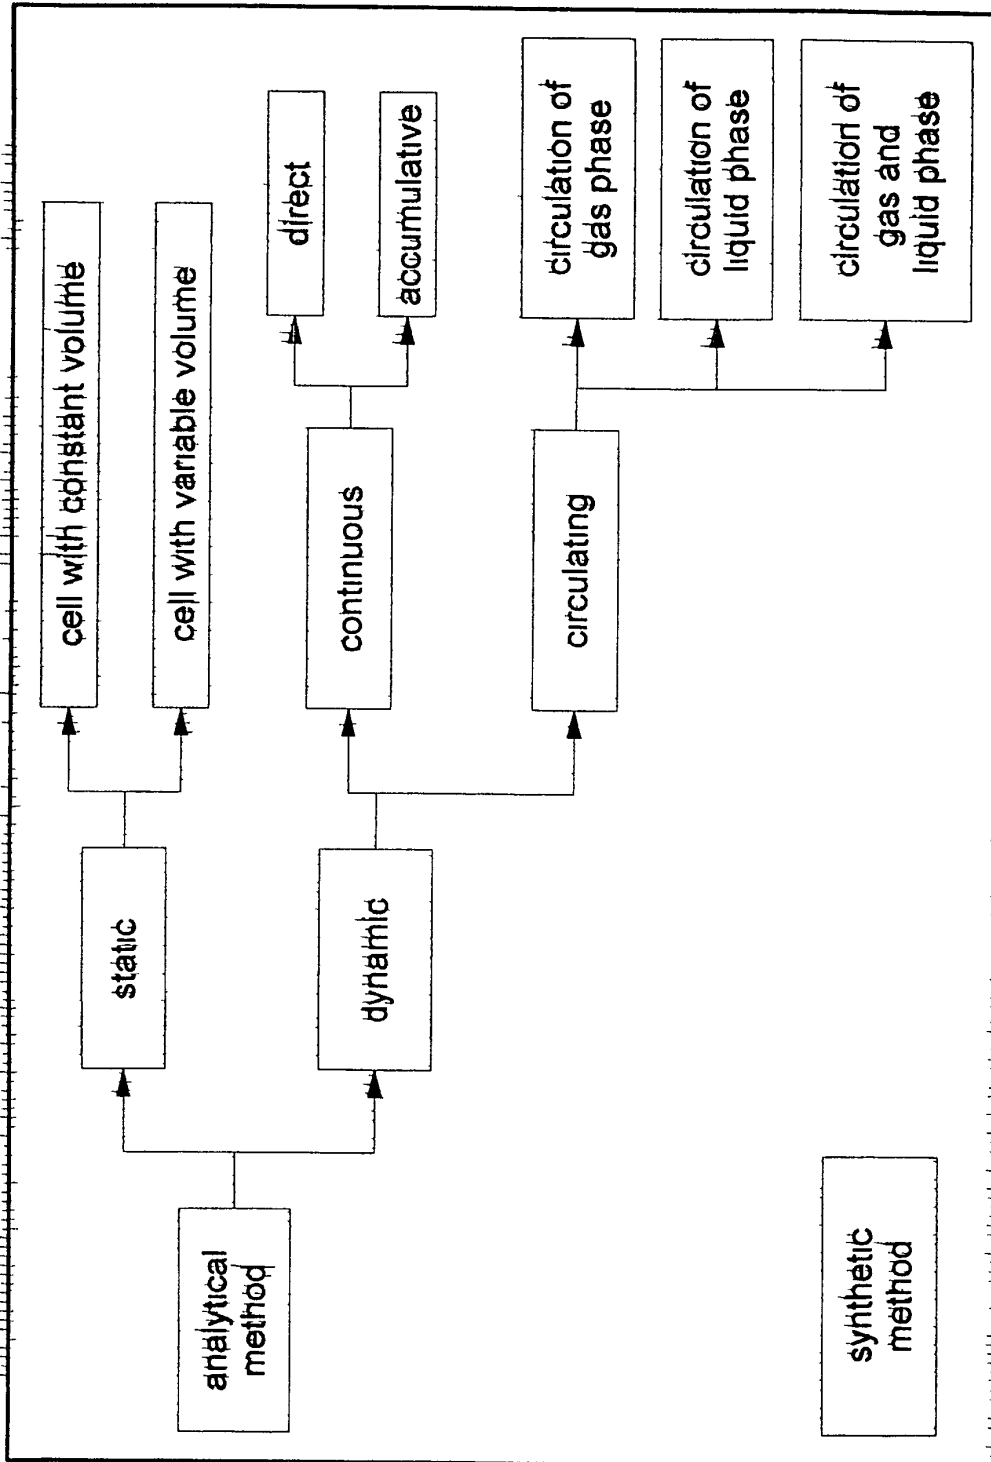 analytical
method
static
cell with constant volume
cell with variable volume
dynamic
continuous
direct
accumulative
circulating
circulation of
gas phase
circulation of
liquid phase
circulation of
gas and
liquid phase
synthetic
method